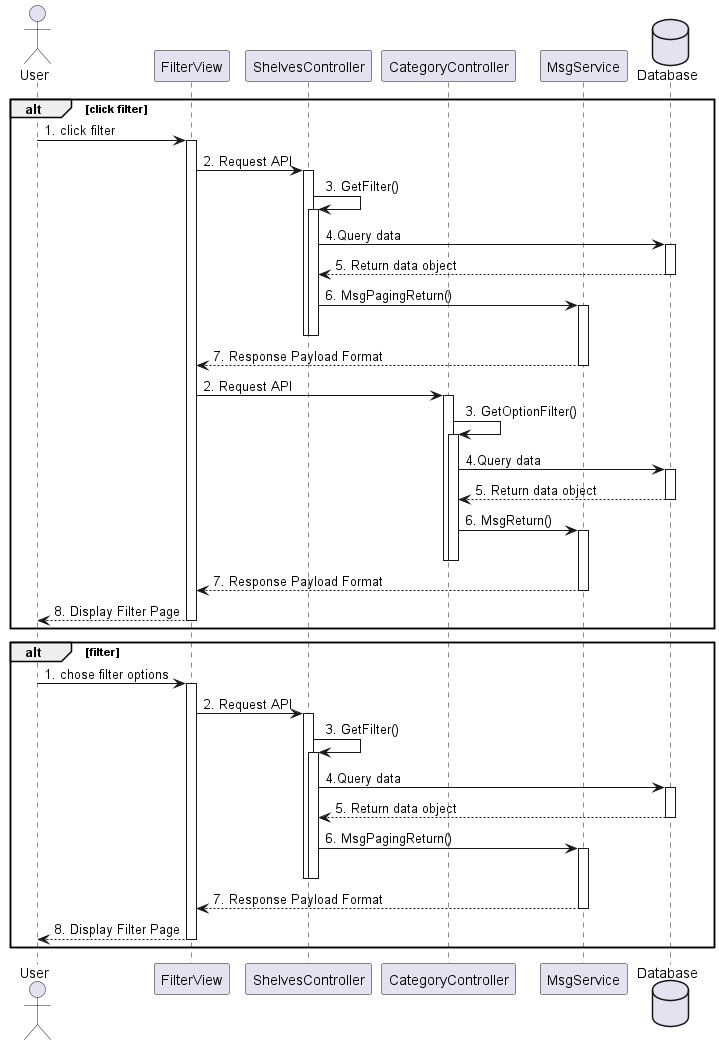 User
FilterView
ShelvesController
CategoryController
MsgService
Database
alt [click filter]
1. click filter
2. Request API
3. GetFilter()
4.Query data
5. Return data object
6. MsgPagingReturn()
7. Response Payload Format
2. Request API
3. GetOptionFilter()
4.Query data
5. Return data object
6. MsgReturn()
7. Response Payload Format
8. Display Filter Page
alt [filter]
1. chose filter options
2. Request API
3. GetFilter()
4.Query data
5. Return data object
6. MsgPagingReturn()
7. Response Payload Format
8. Display Filter Page
User
FilterView
ShelvesController
CategoryController
MsgService
Database